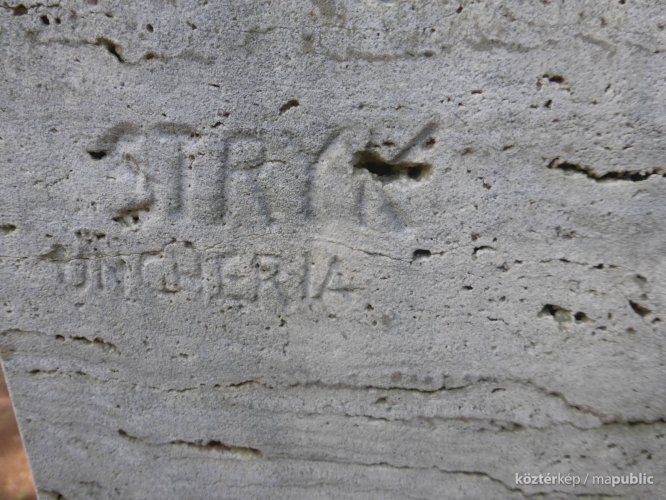 STRYK
UNGHERIA
köztérkép / mapublic